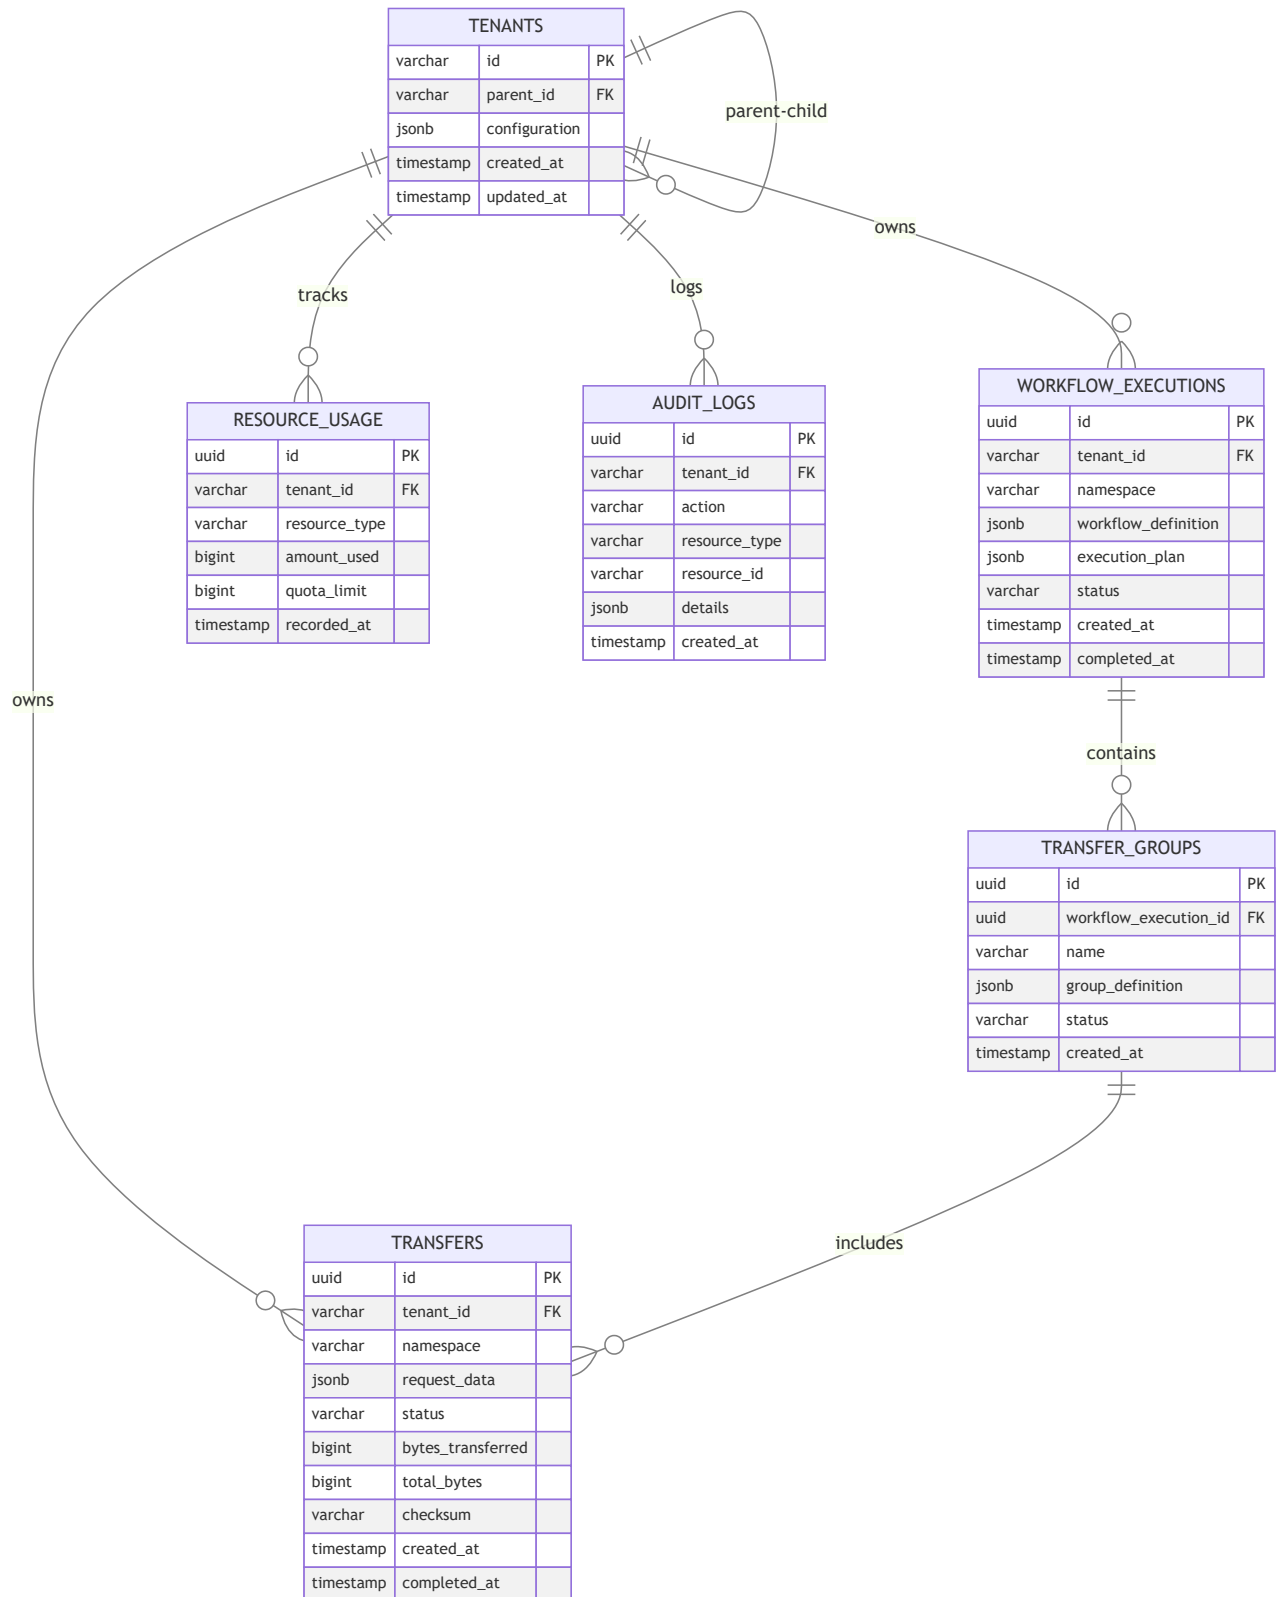 TENANTS
varchar id PK
varchar parent_id FK
jsonb configuration
timestamp created_at
timestamp updated_at
parent-child
owns
tracks
logs
RESOURCE_USAGE
uuid id PK
varchar tenant_id FK
varchar resource_type
bigint amount_used
bigint quota_limit
timestamp recorded_at
AUDIT_LOGS
uuid id PK
varchar tenant_id FK
varchar action
varchar resource_type
varchar resource_id
jsonb details
timestamp created_at
WORKFLOW_EXECUTIONS
uuid id PK
varchar tenant_id FK
varchar namespace
jsonb workflow_definition
jsonb execution_plan
varchar status
timestamp created_at
timestamp completed_at
owns
contains
TRANSFER_GROUPS
uuid id PK
uuid workflow_execution_id FK
varchar name
jsonb group_definition
varchar status
timestamp created_at
includes
TRANSFERS
uuid id PK
varchar tenant_id FK
varchar namespace
jsonb request_data
varchar status
bigint bytes_transferred
bigint total_bytes
varchar checksum
timestamp created_at
timestamp completed_at